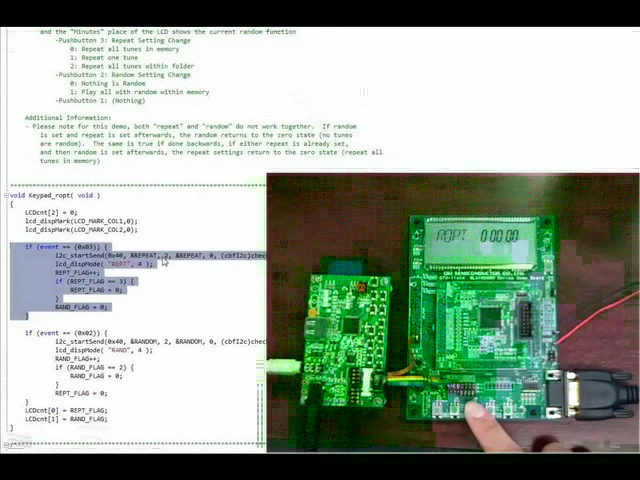 and the "Minutes" place of the LCD shows the current random function
-Pushbutton 3: Repeat Setting Change
0: Repeat all tunes in memory
1: Repeat one tune
2: Repeat all tunes within folder
-Pushbutton 2: Random Setting Change
0: Nothing is Random
1: Play all with random within memory
-Pushbutton 1: (Nothing)
Additional Information:
- Please note for this demo, both "repeat" and "random" do not work together. If random
is set and repeat is set afterwards, the random returns to the zero state (no tunes
are random). The same is true if done backwards, if either repeat is already set,
and then random is set afterwards, the repeat settings return to the zero state (repeat all
tunes in memory)
void Keypad_ropt( void )
{
LCDcnt[2] = 0;
lcd_dispMark(LCD_MARK_COL1,0);
lcd_dispMark(LCD_MARK_COL2,0);
if (event == (0x03)) {
i2c_startSend(0x40, &REPEAT, 2, &REPEAT, 0, (cbfI2c)chec
lcd_dispMode( "REPT", 4 );
REPT_FLAG++;
if (REPT_FLAG == 3) {
REPT_FLAG = 0;
}
RAND_FLAG = 0;
}
if (event == (0x02)) {
i2c_startSend(0x40, &RANDOM, 2, &RANDOM, 0, (cbfI2c)chec
lcd_dispMode( "RAND", 4 );
RAND_FLAG++;
if (RAND_FLAG == 2) {
RAND_FLAG = 0;
}
REPT_FLAG = 0;
}
LCDcnt[0] = REPT_FLAG;
LCDcnt[1] = RAND_FLAG;
}
ROPT 0:00:00